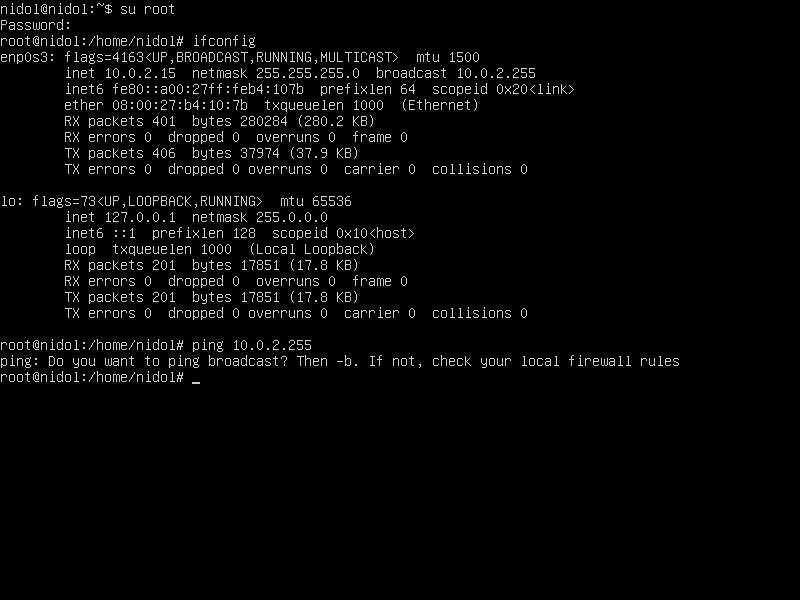 nidol@nidol:~$ su root
Password:
root@nidol:/home/nidol# ifconfig
enp0s3: flags=4163<UP,BROADCAST,RUNNING,MULTICAST>  mtu 1500
        inet 10.0.2.15  netmask 255.255.255.0  broadcast 10.0.2.255
        inet6 fe80::a00:27ff:feb4:107b  prefixlen 64  scopeid 0x20<link>
        ether 08:00:27:b4:10:7b  txqueuelen 1000  (Ethernet)
        RX packets 401  bytes 280284 (280.2 KB)
        RX errors 0  dropped 0  overruns 0  frame 0
        TX packets 406  bytes 37974 (37.9 KB)
        TX errors 0  dropped 0 overruns 0  carrier 0  collisions 0

lo: flags=73<UP,LOOPBACK,RUNNING>  mtu 65536
        inet 127.0.0.1  netmask 255.0.0.0
        inet6 ::1  prefixlen 128  scopeid 0x10<host>
        loop  txqueuelen 1000  (Local Loopback)
        RX packets 201  bytes 17851 (17.8 KB)
        RX errors 0  dropped 0  overruns 0  frame 0
        TX packets 201  bytes 17851 (17.8 KB)
        TX errors 0  dropped 0 overruns 0  carrier 0  collisions 0

root@nidol:/home/nidol# ping 10.0.2.255
ping: Do you want to ping broadcast? Then -b. If not, check your local firewall rules
root@nidol:/home/nidol# _